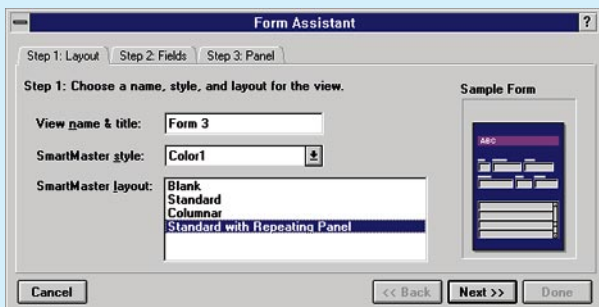 Form Assistant ?
Step 1: Layout Step 2: Fields Step 3: Panel
Step 1: Choose a name, style, and layout for the view.
Sample Form
View name & title: Form 3
SmartMaster style: Color1
SmartMaster layout: Blank
Standard
Columnar
Standard with Repeating Panel
ABC
Cancel << Back Next >> Done